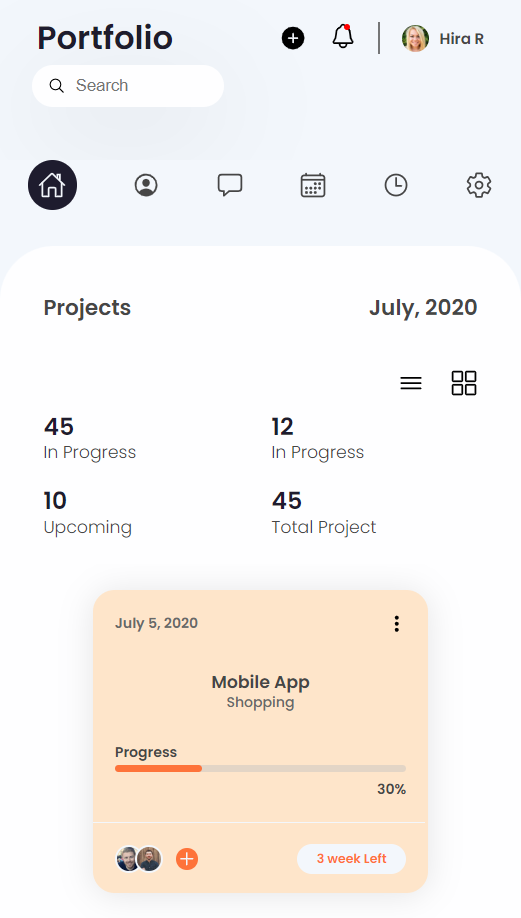 Portfolio
Hira R
Search
Projects
July, 2020
45
In Progress
12
In Progress
10
Upcoming
45
Total Project
July 5, 2020
Mobile App
Shopping
Progress
30%
3 week Left